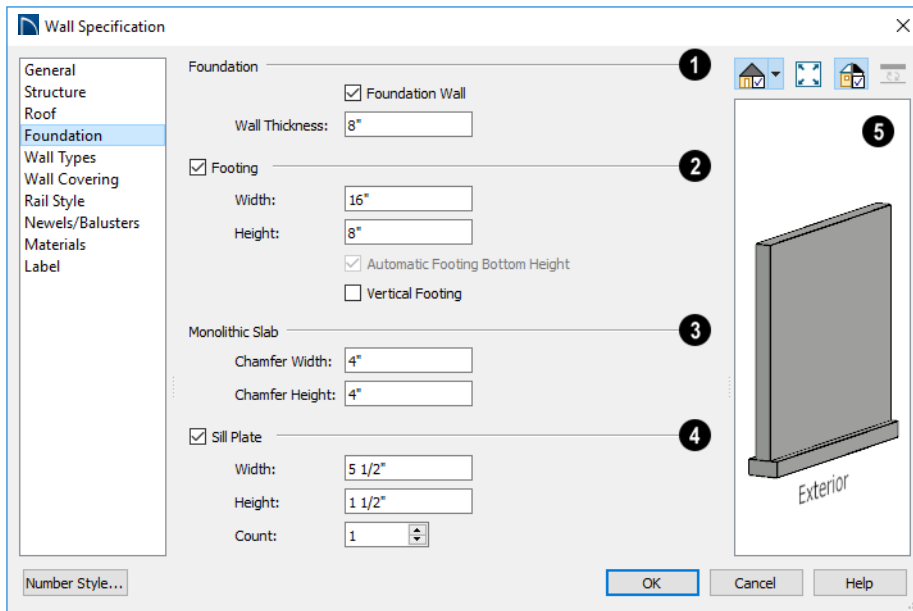 Wall Specification
General
Structure
Roof
Foundation
Wall Types
Wall Covering
Rail Style
Newels/Balusters
Materials
Label
Foundation 1
Foundation Wall
Wall Thickness: 8"
Footing 2
Width: 16"
Height: 8"
Automatic Footing Bottom Height
Vertical Footing
Monolithic Slab 3
Chamfer Width: 4"
Chamfer Height: 4"
Sill Plate 4
Width: 5 1/2"
Height: 1 1/2"
Count: 1
5
Exterior
Number Style...
OK
Cancel
Help